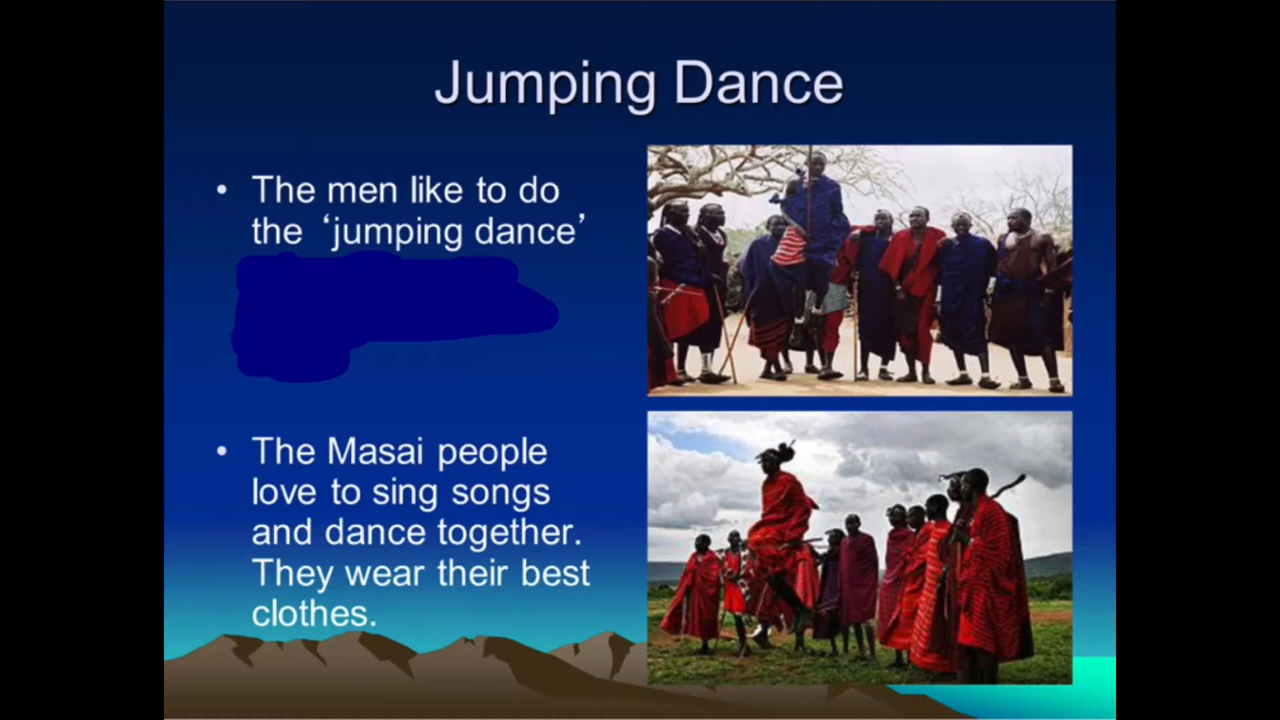 Jumping Dance
• The men like to do
the ‘jumping dance’
• The Masai people
love to sing songs
and dance together.
They wear their best
clothes.